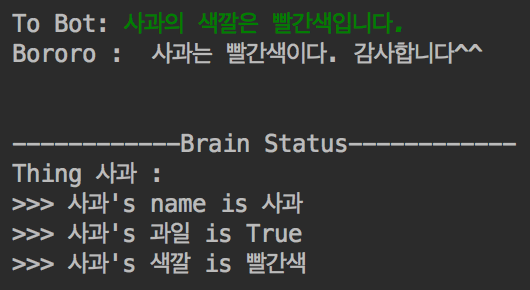 To Bot: 사과의 색깔은 빨간색입니다.
Bororo :  사과는 빨간색이다. 감사합니다^^
------------Brain Status------------
Thing 사과 :
>>> 사과's name is 사과
>>> 사과's 과일 is True
>>> 사과's 색깔 is 빨간색